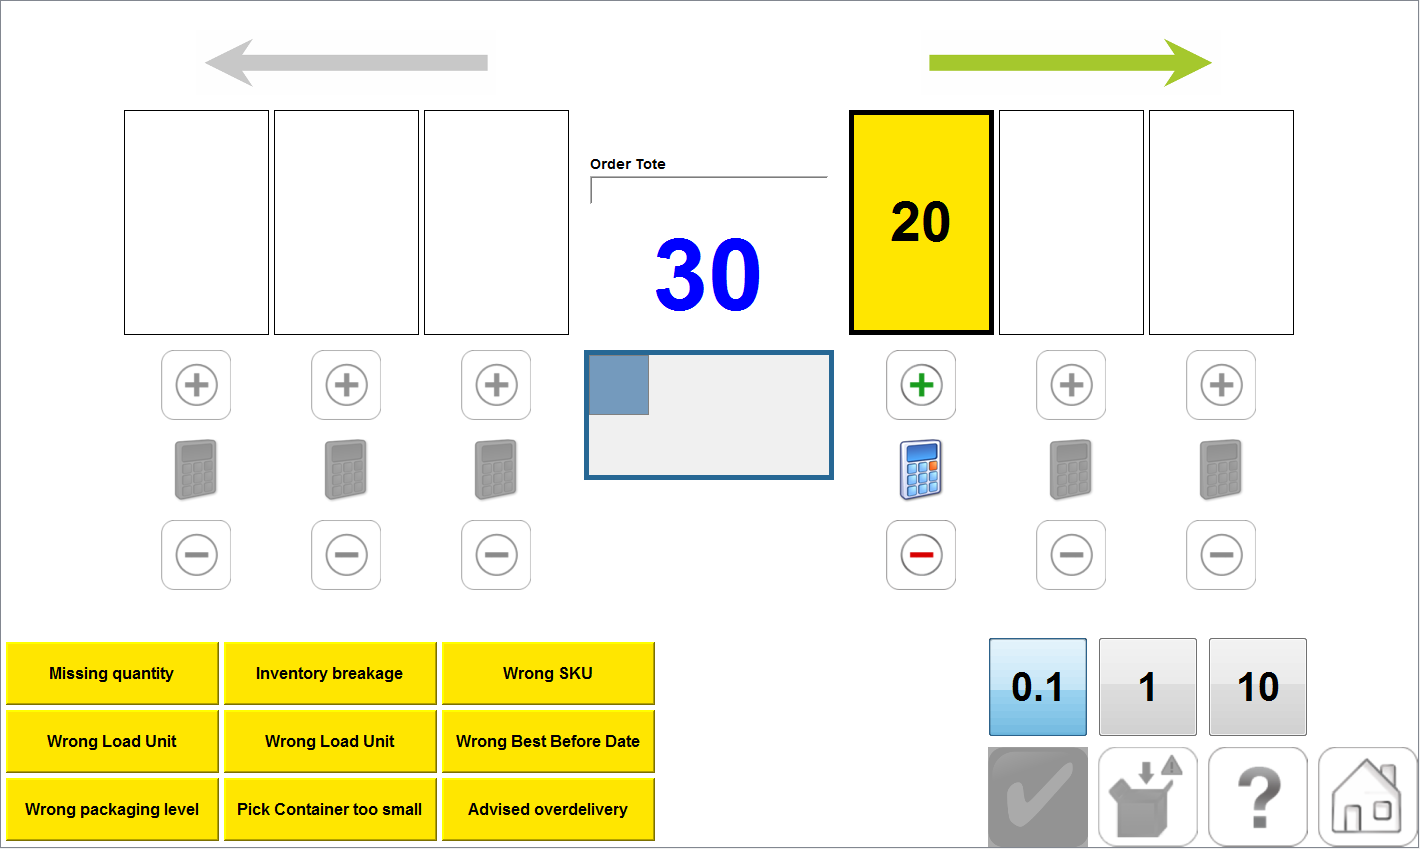 Order Tote
20
30
Missing quantity
Inventory breakage
Wrong SKU
0.1
1
10
Wrong Load Unit
Wrong Load Unit
Wrong Best Before Date
Wrong packaging level
Pick Container too small
Advised overdelivery
?